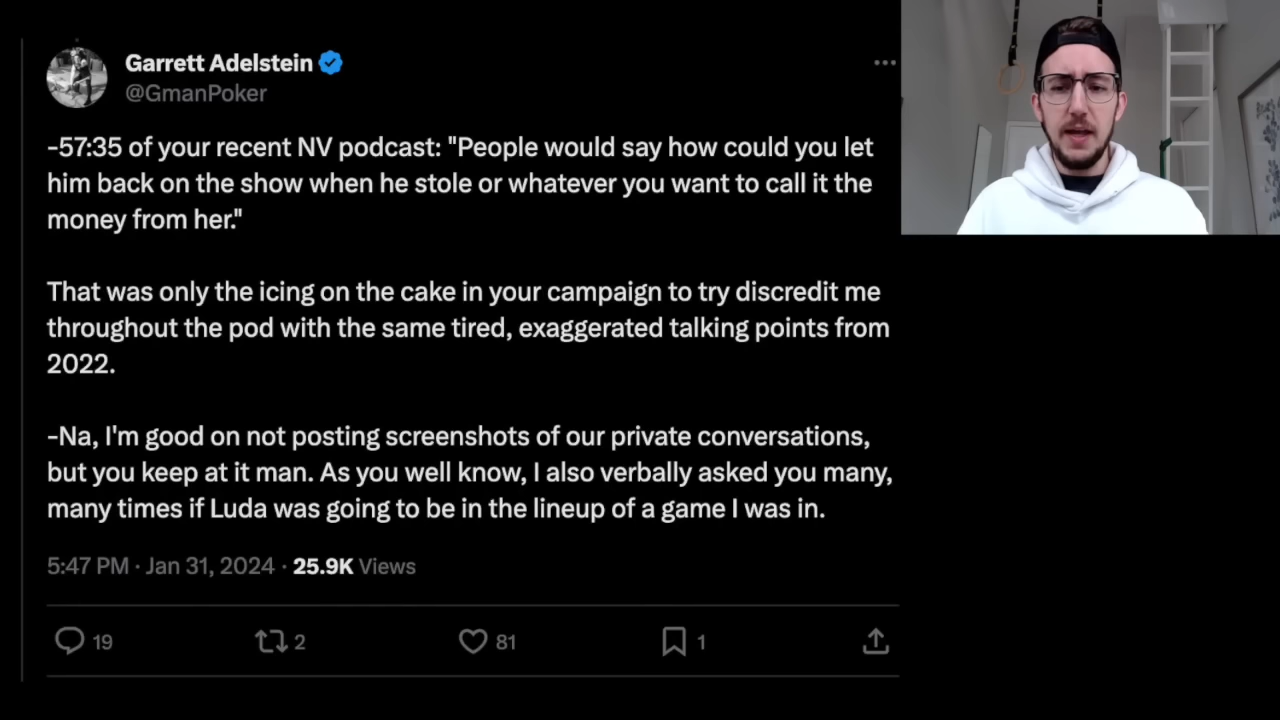 Garrett Adelstein
@GmanPoker
-57:35 of your recent NV podcast: "People would say how could you let
him back on the show when he stole or whatever you want to call it the
money from her."
That was only the icing on the cake in your campaign to try discredit me
throughout the pod with the same tired, exaggerated talking points from
2022.
-Na, I'm good on not posting screenshots of our private conversations,
but you keep at it man. As you well know, I also verbally asked you many,
many times if Luda was going to be in the lineup of a game I was in.
5:47 PM · Jan 31, 2024 · 25.9K Views
19 2 81 1